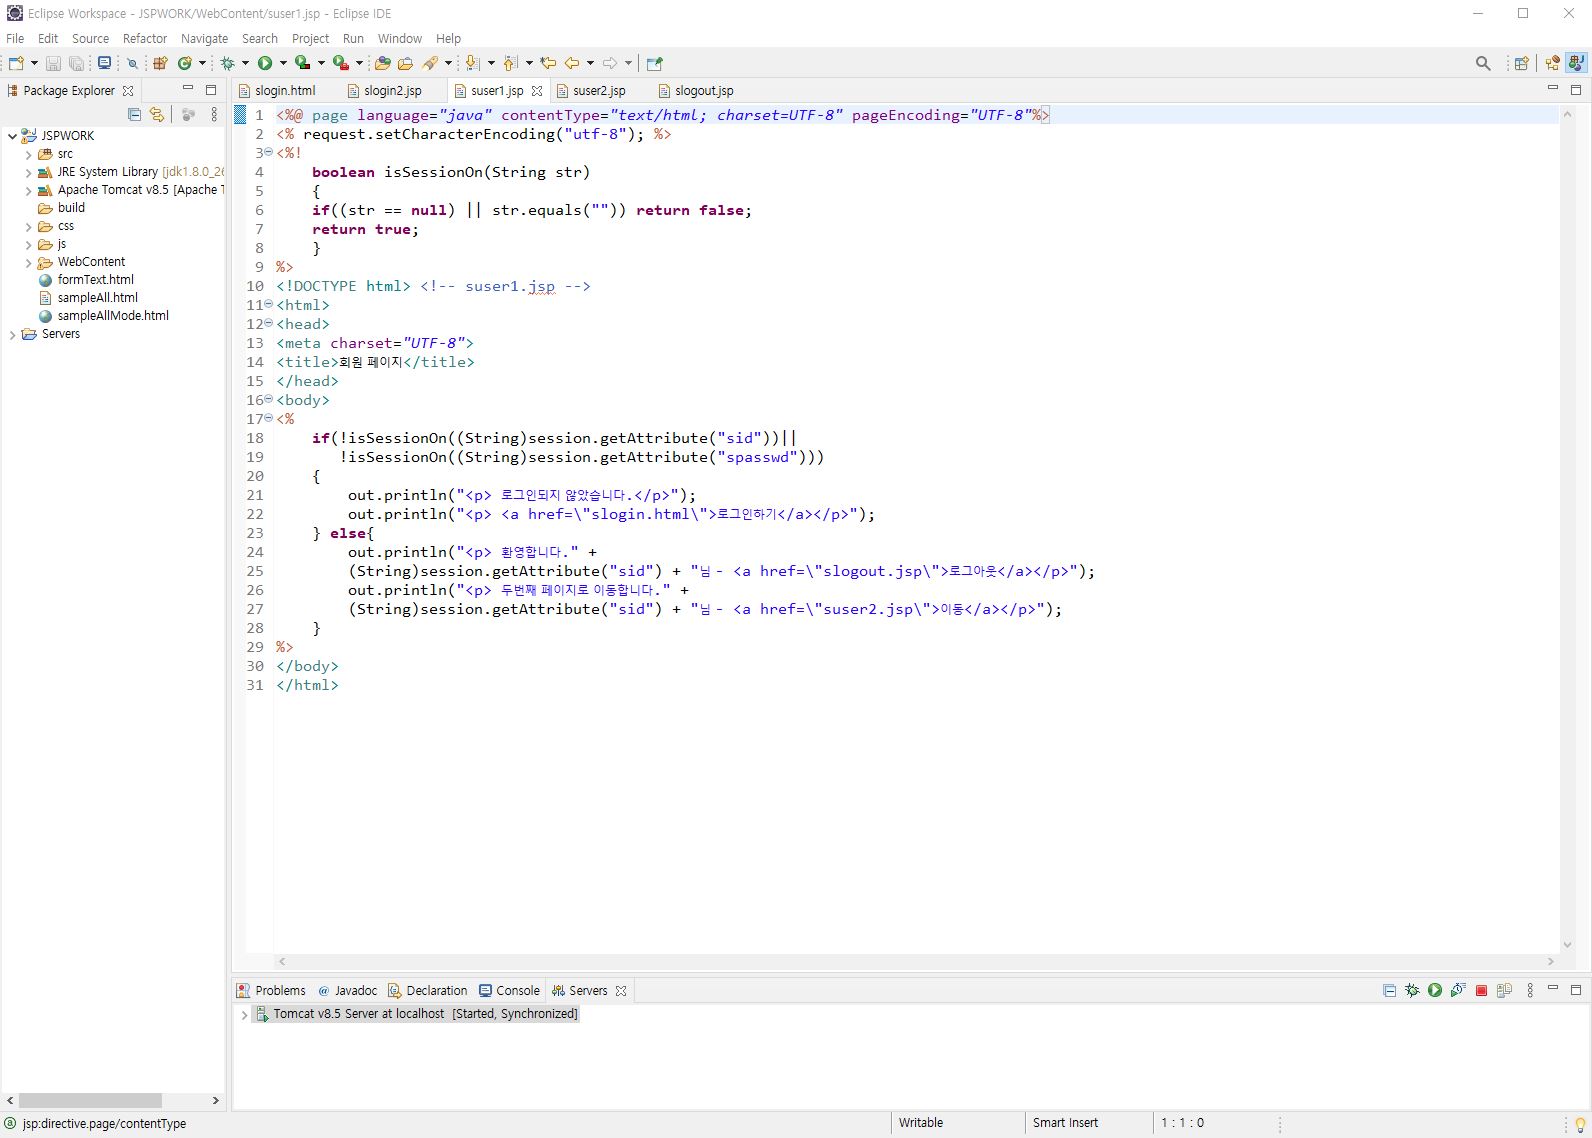 Eclipse Workspace - JSPWORK/WebContent/suser1.jsp - Eclipse IDE
File Edit Source Refactor Navigate Search Project Run Window Help
Package Explorer
JSPWORK
src
JRE System Library [jdk1.8.0_26
Apache Tomcat v8.5 [Apache T
build
css
js
WebContent
formText.html
sampleAll.html
sampleAllMode.html
Servers
slogin.html slogin2.jsp suser1.jsp suser2.jsp slogout.jsp
1 <%@ page language="java" contentType="text/html; charset=UTF-8" pageEncoding="UTF-8"%>
2 <% request.setCharacterEncoding("utf-8"); %>
3 <%!
4 boolean isSessionOn(String str)
5 {
6 if((str == null) || str.equals("")) return false;
7 return true;
8 }
9 %>
10 <!DOCTYPE html> <!-- suser1.jsp -->
11 <html>
12 <head>
13 <meta charset="UTF-8">
14 <title>회원 페이지</title>
15 </head>
16 <body>
17 <%
18 if(!isSessionOn((String)session.getAttribute("sid"))||
19 !isSessionOn((String)session.getAttribute("spasswd")))
20 {
21 out.println("<p> 로그인되지 않았습니다.</p>");
22 out.println("<p> <a href=\"slogin.html\">로그인하기</a></p>");
23 } else{
24 out.println("<p> 환영합니다." +
25 (String)session.getAttribute("sid") + "님 - <a href=\"slogout.jsp\">로그아웃</a></p>");
26 out.println("<p> 두번째 페이지로 이동합니다." +
27 (String)session.getAttribute("sid") + "님 - <a href=\"suser2.jsp\">이동</a></p>");
28 }
29 %>
30 </body>
31 </html>
Problems @ Javadoc Declaration Console Servers
Tomcat v8.5 Server at localhost [Started, Synchronized]
jsp:directive.page/contentType Writable Smart Insert 1 : 1 : 0